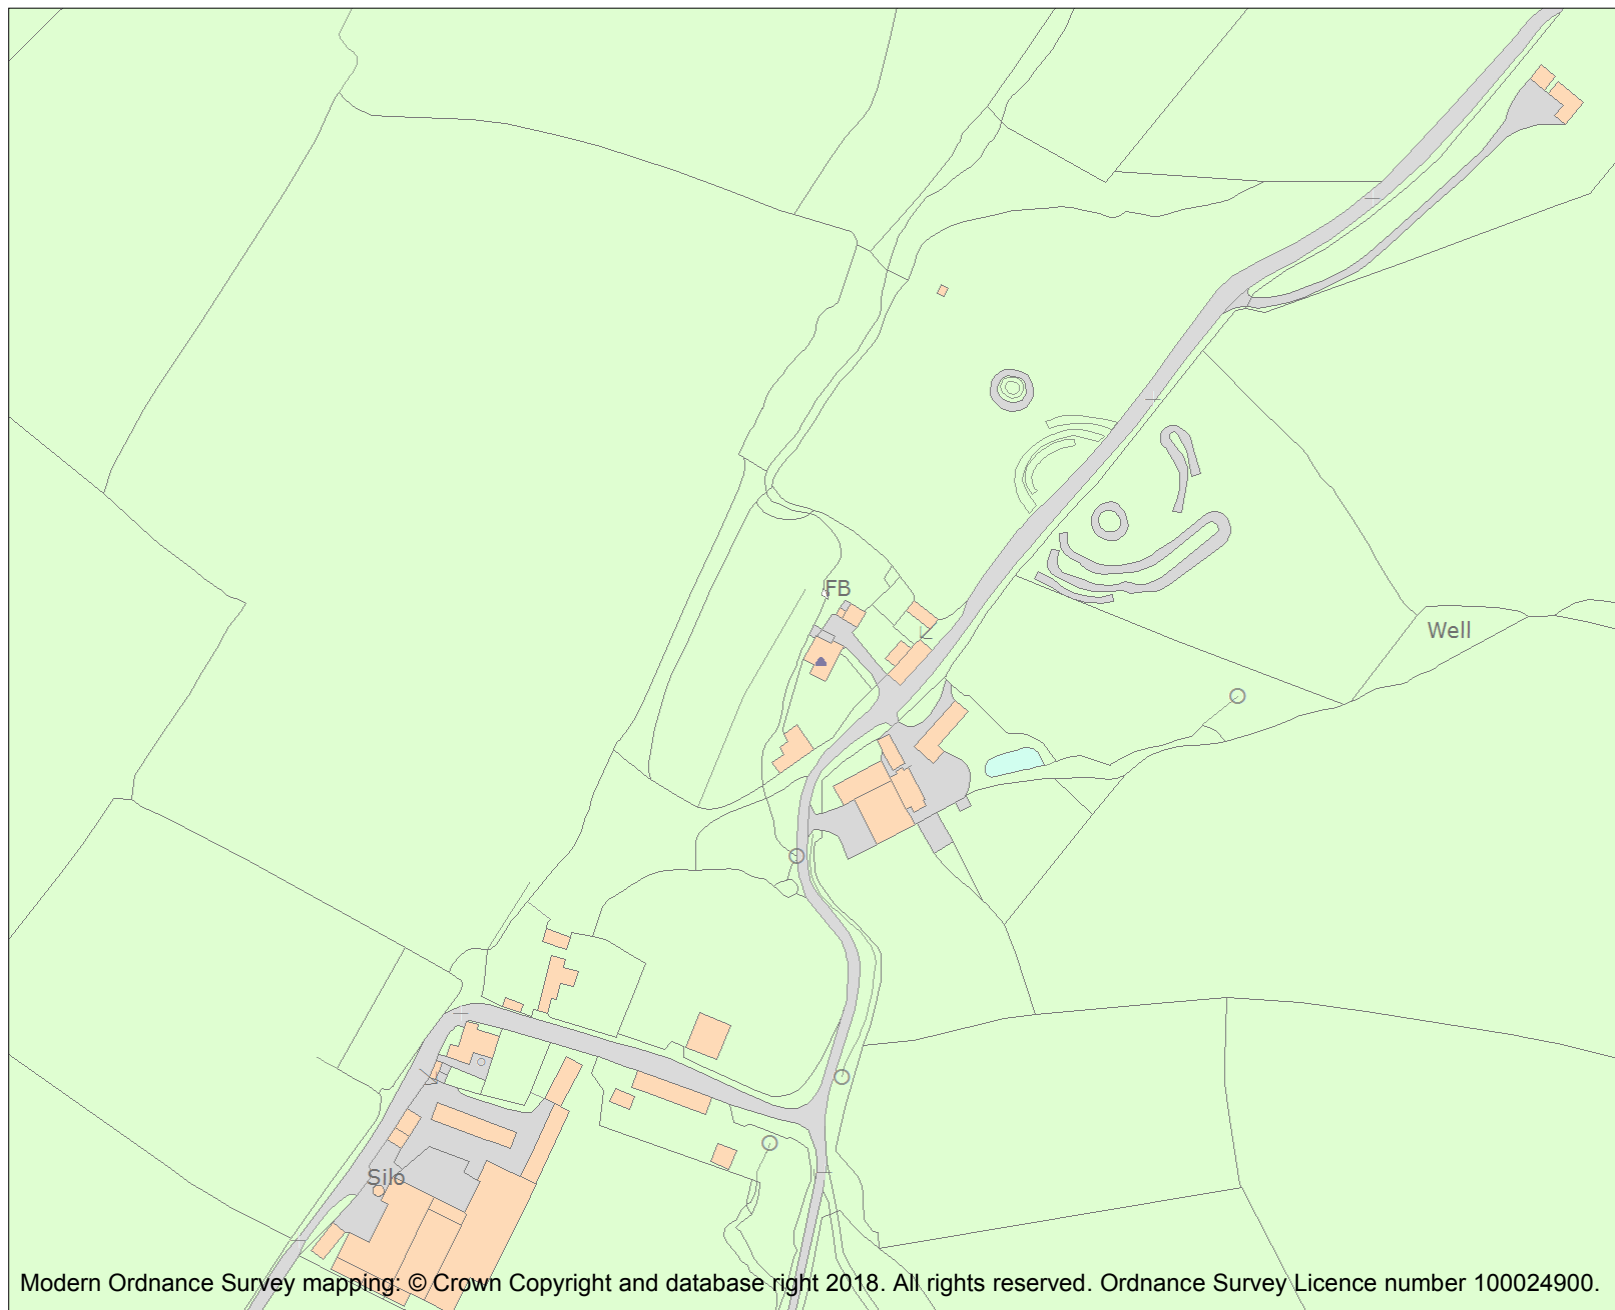 FB
Well
Silo
Modern Ordnance Survey mapping: © Crown Copyright and database right 2018. All rights reserved. Ordnance Survey Licence number 100024900.